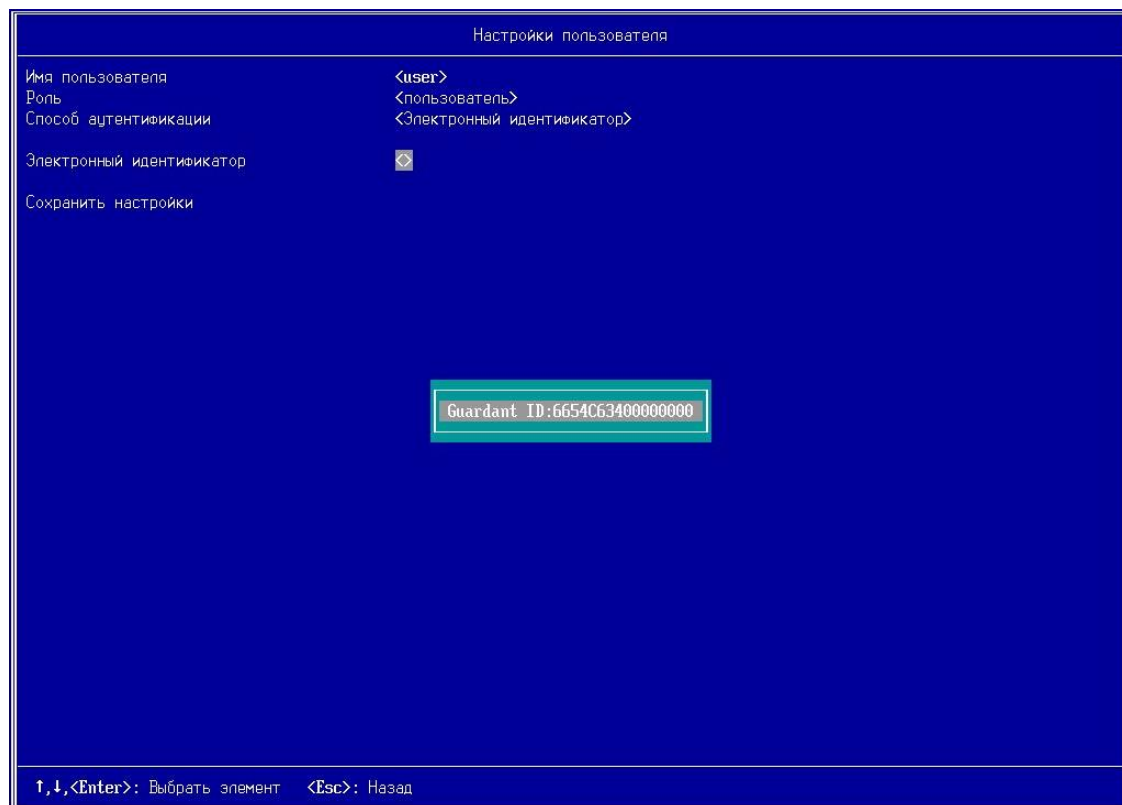 Настройки пользователя
Имя пользователя <user>
Роль <пользователь>
Способ аутентификации <Электронный идентификатор>
Электронный идентификатор <>
Сохранить настройки
Guardant ID:6654C63400000000
↑,↓,<Enter>: Выбрать элемент <Esc>: Назад